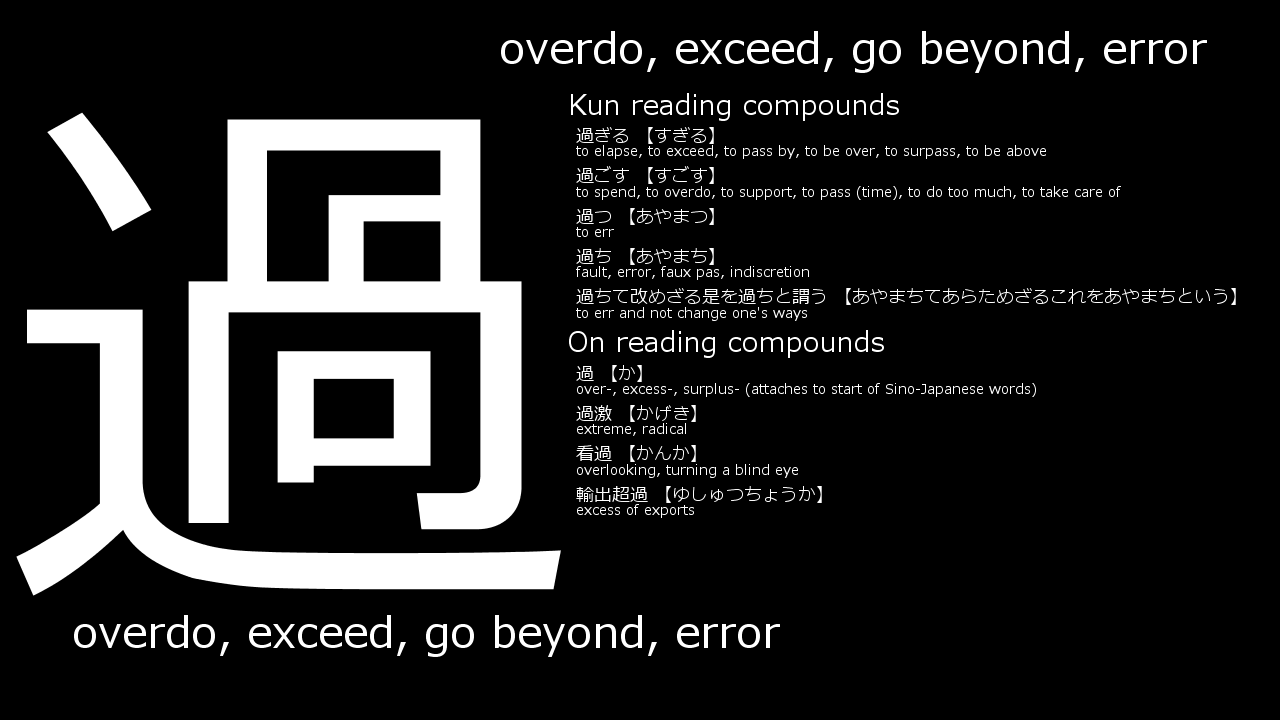 overdo, exceed, go beyond, error
過
Kun reading compounds
過ぎる 【すぎる】
to elapse, to exceed, to pass by, to be over, to surpass, to be above
過ごす 【すごす】
to spend, to overdo, to support, to pass (time), to do too much, to take care of
過つ 【あやまつ】
to err
過ち 【あやまち】
fault, error, faux pas, indiscretion
過ちて改めざる是を過ちと謂う 【あやまちてあらためざるこれをあやまちという】
to err and not change one's ways
On reading compounds
過 【か】
over-, excess-, surplus- (attaches to start of Sino-Japanese words)
過激 【かげき】
extreme, radical
看過 【かんか】
overlooking, turning a blind eye
輸出超過 【ゆしゅつちょうか】
excess of exports
overdo, exceed, go beyond, error